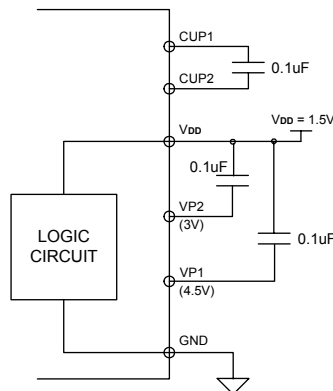 CUP1
0.1uF
CUP2
VDD
VDD = 1.5V
0.1uF
VP2
(3V)
LOGIC
CIRCUIT
0.1uF
VP1
(4.5V)
GND